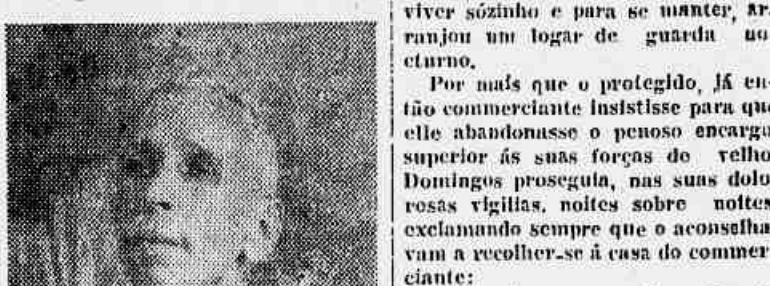 viver sózinho e para se manter, ar-
ranjou um logar de guarda no-
cturno.
Por mais que o protegido, já en-
tão commerciante insistisse para que
elle abandonasse o penoso encargo
superior ás suas forças do velho
Domingos proseguia, nas suas dolo-
rosas vigilias, noites sobre noites
exclamando sempre que o aconselha-
vam a recolher-se á casa do commer-
ciante: